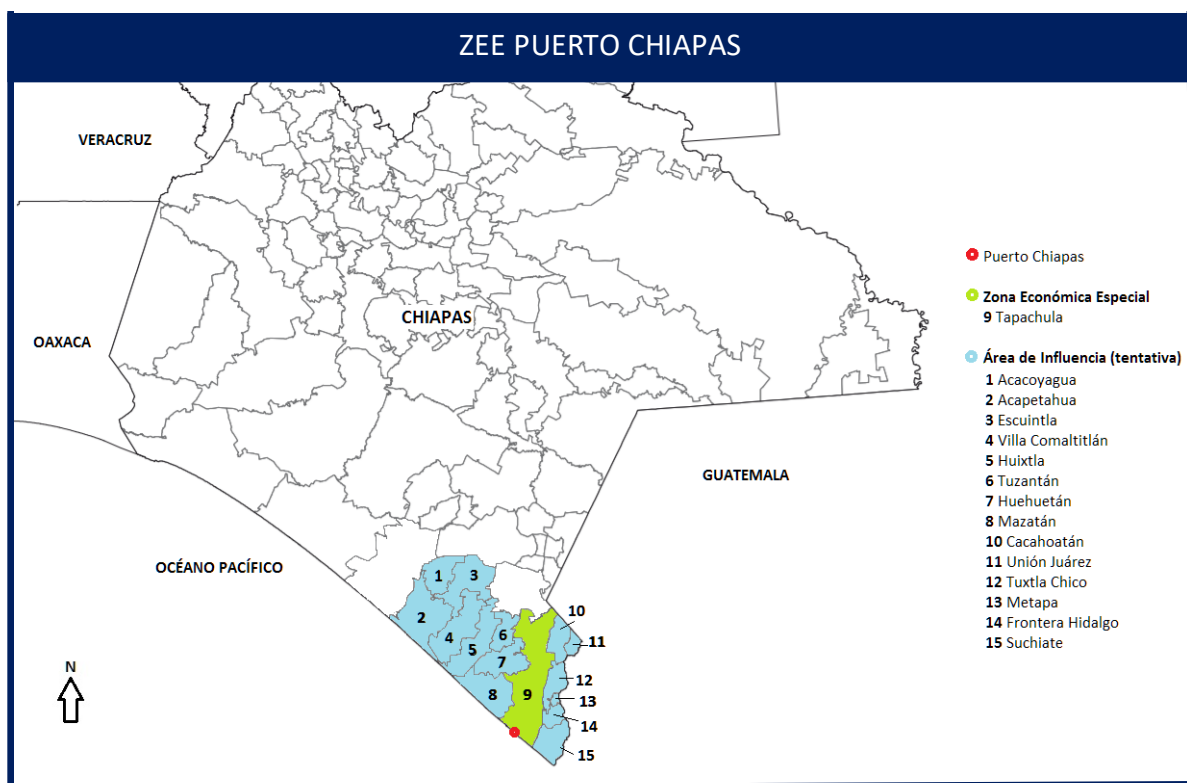 ZEE PUERTO CHIAPAS
VERACRUZ
OAXACA
CHIAPAS
GUATEMALA
OCÉANO PACÍFICO
N
1
2
3
4
5
6
7
8
9
10
11
12
13
14
15
Puerto Chiapas
Zona Económica Especial
9 Tapachula
Área de Influencia (tentativa)
1 Acacoyagua
2 Acapetahua
3 Escuintla
4 Villa Comaltitlán
5 Huixtla
6 Tuzantán
7 Huehuetán
8 Mazatán
10 Cacahoatán
11 Unión Juárez
12 Tuxtla Chico
13 Metapa
14 Frontera Hidalgo
15 Suchiate